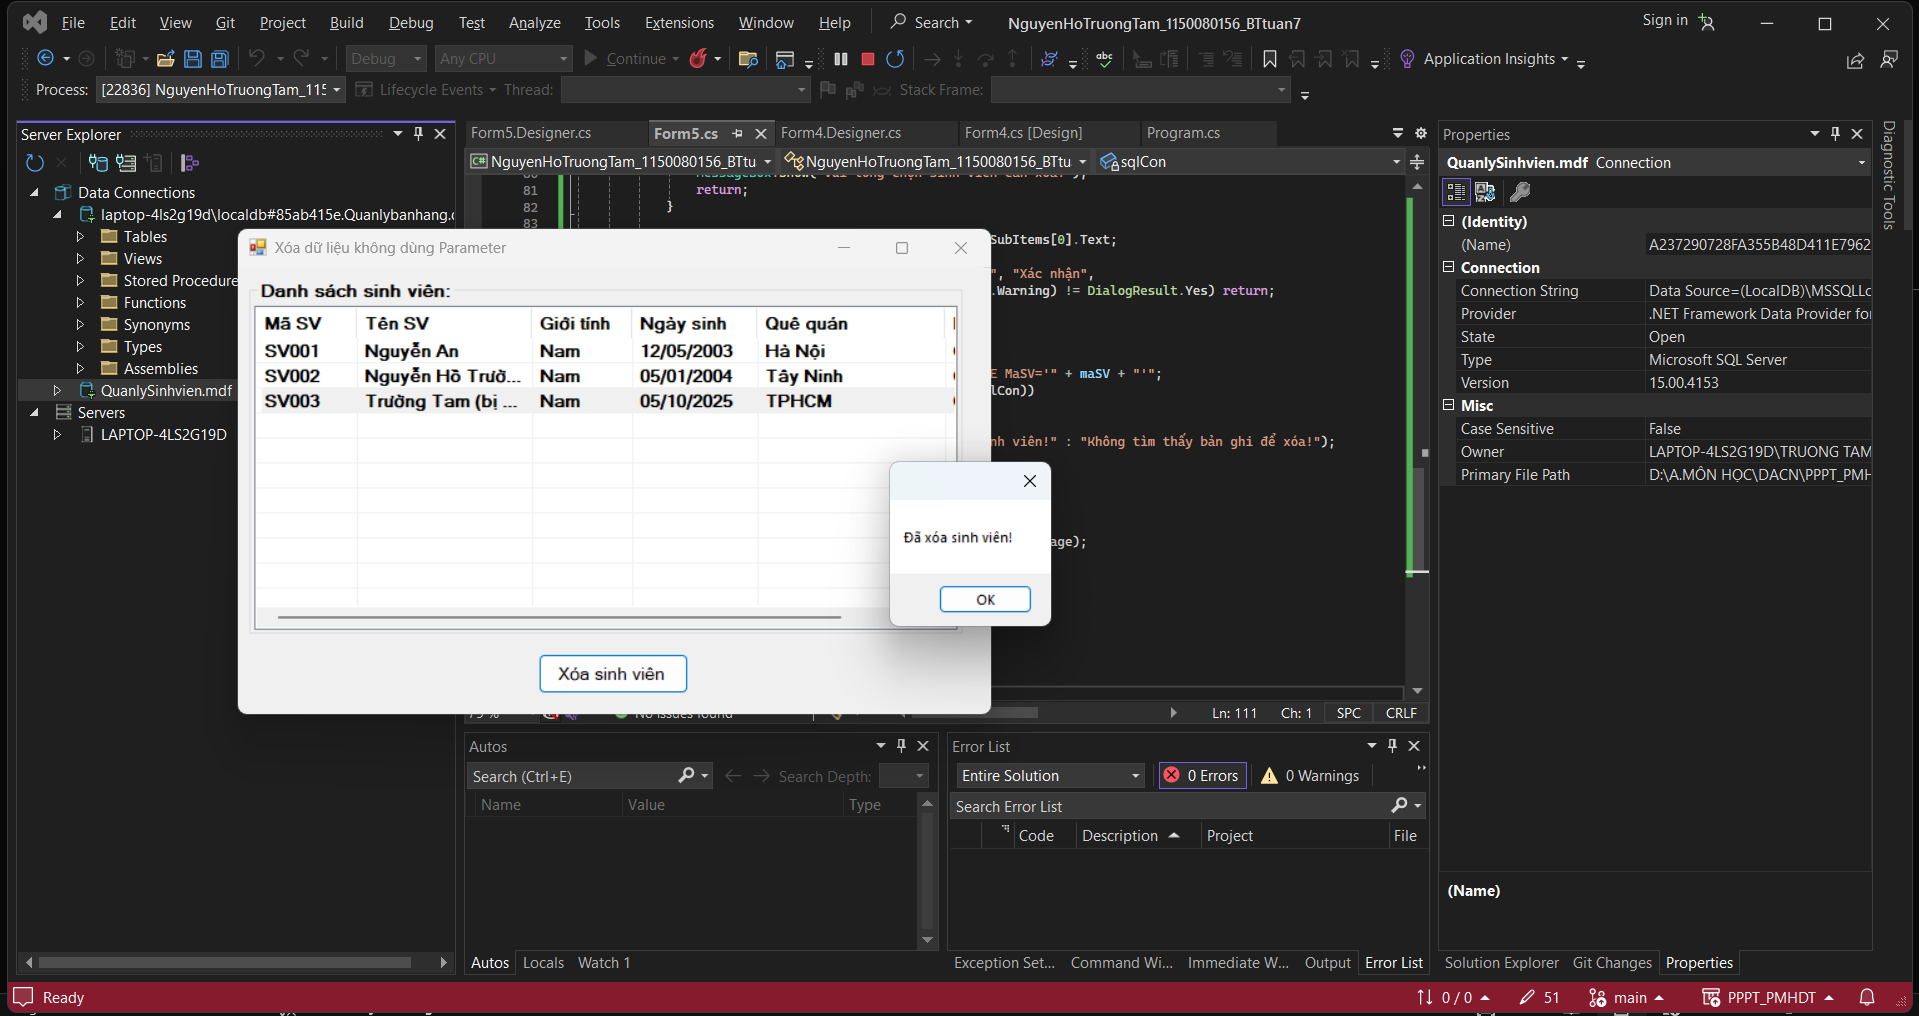 File Edit View Git Project Build Debug Test Analyze Tools Extensions Window Help Search NguyenHoTruongTam_1150080156_BTtuan7 Sign in
Debug Any CPU Continue Application Insights
Process: [22836] NguyenHoTruongTam_115 Lifecycle Events Thread: Stack Frame:
Server Explorer
Data Connections
laptop-4ls2g19d\localdb#85ab415e.Quanlybanhang.
Tables
Views
Stored Procedure
Functions
Synonyms
Types
Assemblies
QuanlySinhvien.mdf
Servers
LAPTOP-4LS2G19D
Form5.Designer.cs Form5.cs Form4.Designer.cs Form4.cs [Design] Program.cs
C# NguyenHoTruongTam_1150080156_BTtu NguyenHoTruongTam_1150080156_BTtu sqlCon
81 return;
82 }
83
SubItems[0].Text;
", "Xác nhận",
.Warning) != DialogResult.Yes) return;
E MaSV='" + maSV + "'";
lCon))
nh viên!" : "Không tìm thấy bản ghi để xóa!");
age);
Ln: 111 Ch: 1 SPC CRLF
Xóa dữ liệu không dùng Parameter
Danh sách sinh viên:
Mã SV Tên SV Giới tính Ngày sinh Quê quán
SV001 Nguyễn An Nam 12/05/2003 Hà Nội
SV002 Nguyễn Hồ Trườ... Nam 05/01/2004 Tây Ninh
SV003 Trường Tam (bị ... Nam 05/10/2025 TPHCM
Xóa sinh viên
Đã xóa sinh viên!
OK
Autos
Search (Ctrl+E) Search Depth:
Name Value Type
Autos Locals Watch 1
Error List
Entire Solution 0 Errors 0 Warnings
Search Error List
Code Description Project File
Exception Set... Command Wi... Immediate W... Output Error List
Properties
QuanlySinhvien.mdf Connection
(Identity)
(Name) A237290728FA355B48D411E7962
Connection
Connection String Data Source=(LocalDB)\MSSQLLo
Provider .NET Framework Data Provider for
State Open
Type Microsoft SQL Server
Version 15.00.4153
Misc
Case Sensitive False
Owner LAPTOP-4LS2G19D\TRUONG TAM
Primary File Path D:\A.MÔN HỌC\DACN\PPPT_PMH
(Name)
Solution Explorer Git Changes Properties
Diagnostic Tools
Ready 0 / 0 51 main PPPT_PMHDT